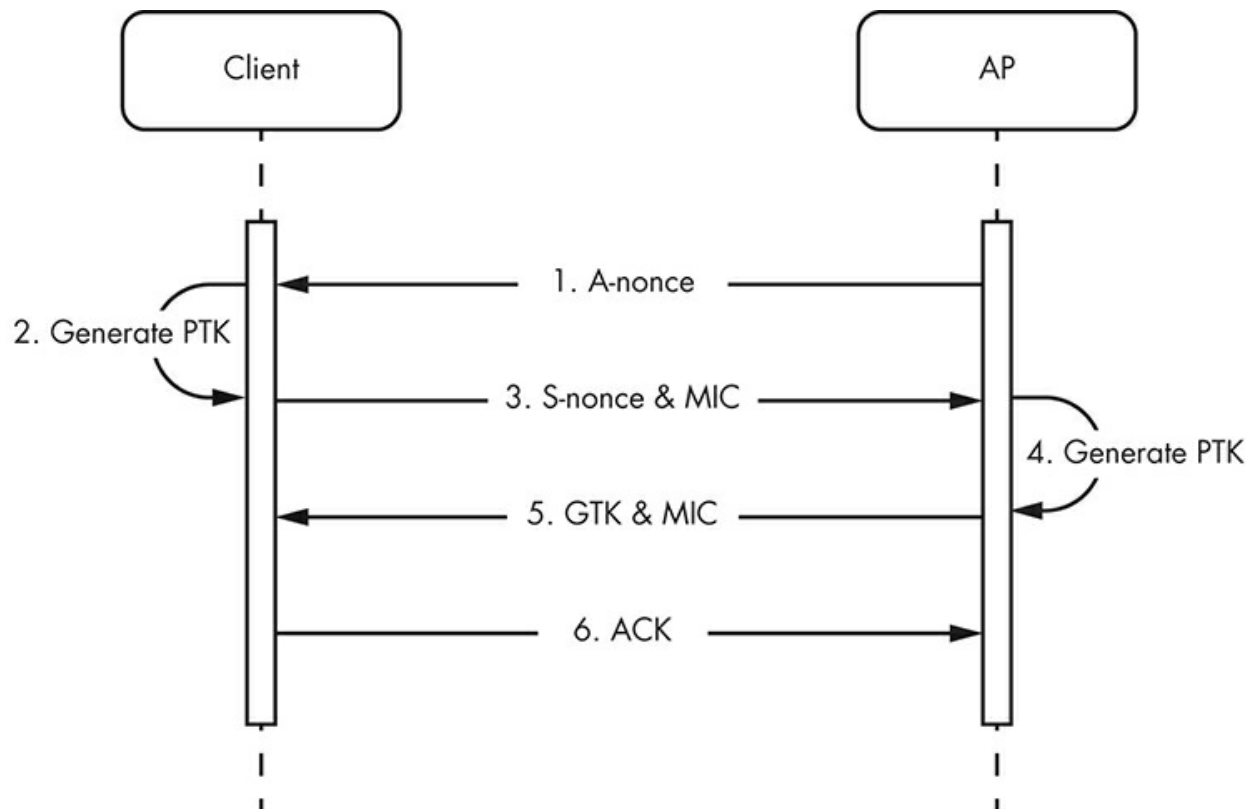 Client
AP
1. A-nonce
2. Generate PTK
3. S-nonce & MIC
4. Generate PTK
5. GTK & MIC
6. ACK